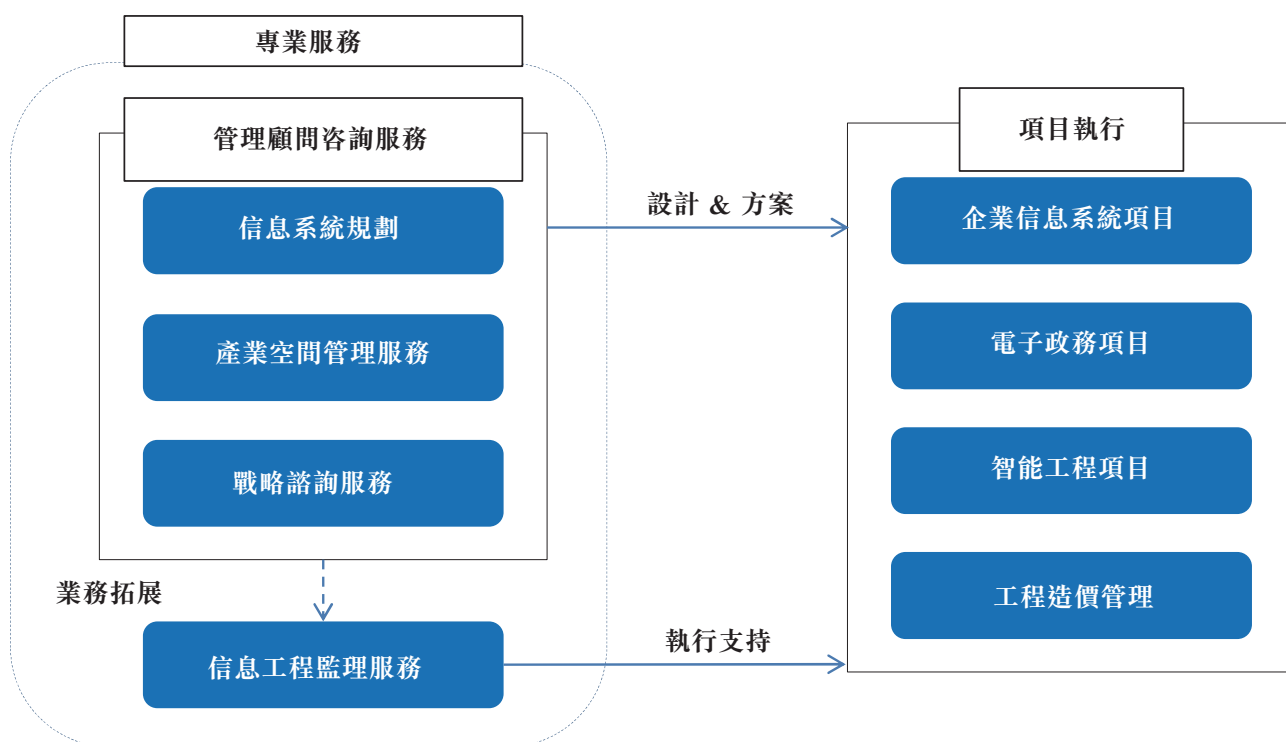 專業服務
管理顧問咨詢服務
信息系統規劃
產業空間管理服務
戰略諮詢服務
業務拓展
信息工程監理服務
設計 & 方案
執行支持
項目執行
企業信息系統項目
電子政務項目
智能工程項目
工程造價管理